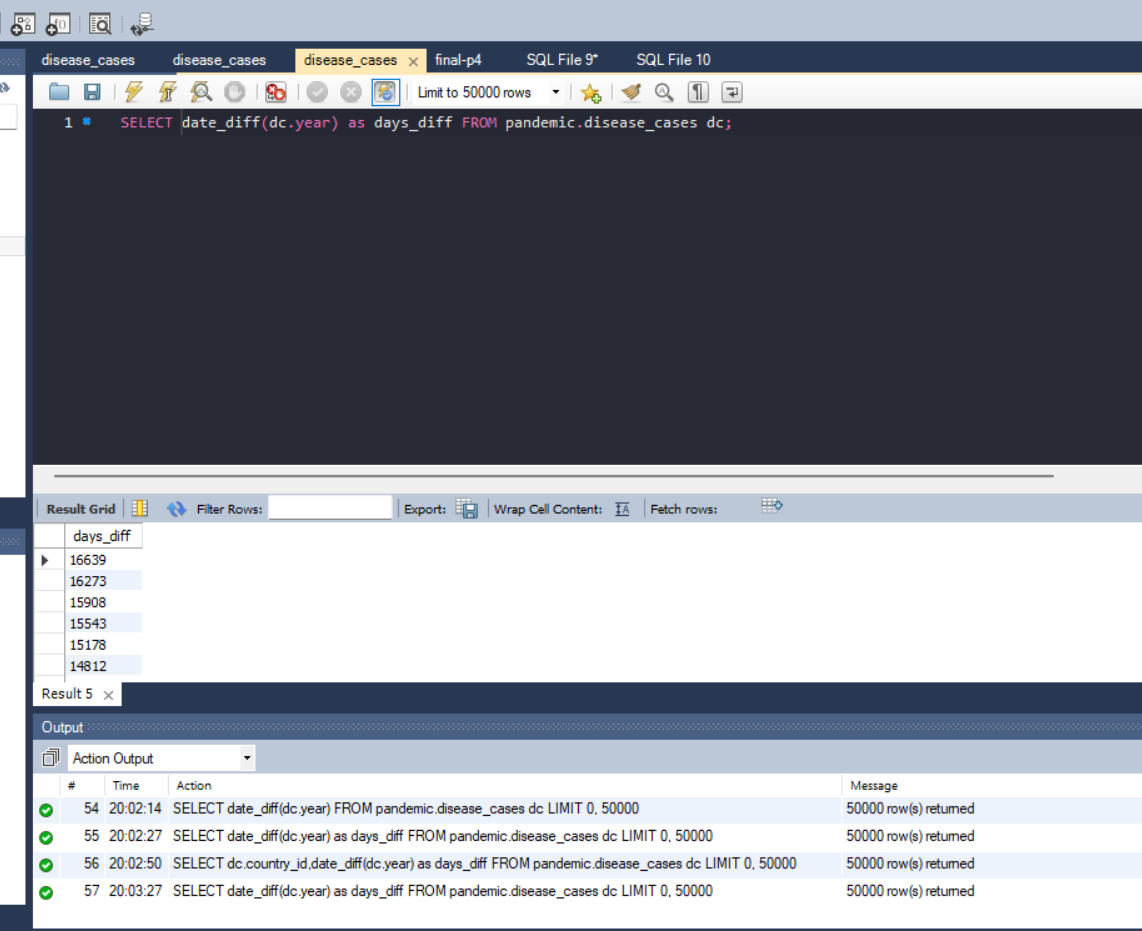 disease_cases disease_cases disease_cases final-p4 SQL File 9* SQL File 10
Limit to 50000 rows
1 SELECT date_diff(dc.year) as days_diff FROM pandemic.disease_cases dc;
Result Grid Filter Rows: Export: Wrap Cell Content: Fetch rows:
days_diff
16639
16273
15908
15543
15178
14812
Result 5
Output
Action Output
# Time Action Message
54 20:02:14 SELECT date_diff(dc.year) FROM pandemic.disease_cases dc LIMIT 0, 50000 50000 row(s) returned
55 20:02:27 SELECT date_diff(dc.year) as days_diff FROM pandemic.disease_cases dc LIMIT 0, 50000 50000 row(s) returned
56 20:02:50 SELECT dc.country_id,date_diff(dc.year) as days_diff FROM pandemic.disease_cases dc LIMIT 0, 50000 50000 row(s) returned
57 20:03:27 SELECT date_diff(dc.year) as days_diff FROM pandemic.disease_cases dc LIMIT 0, 50000 50000 row(s) returned